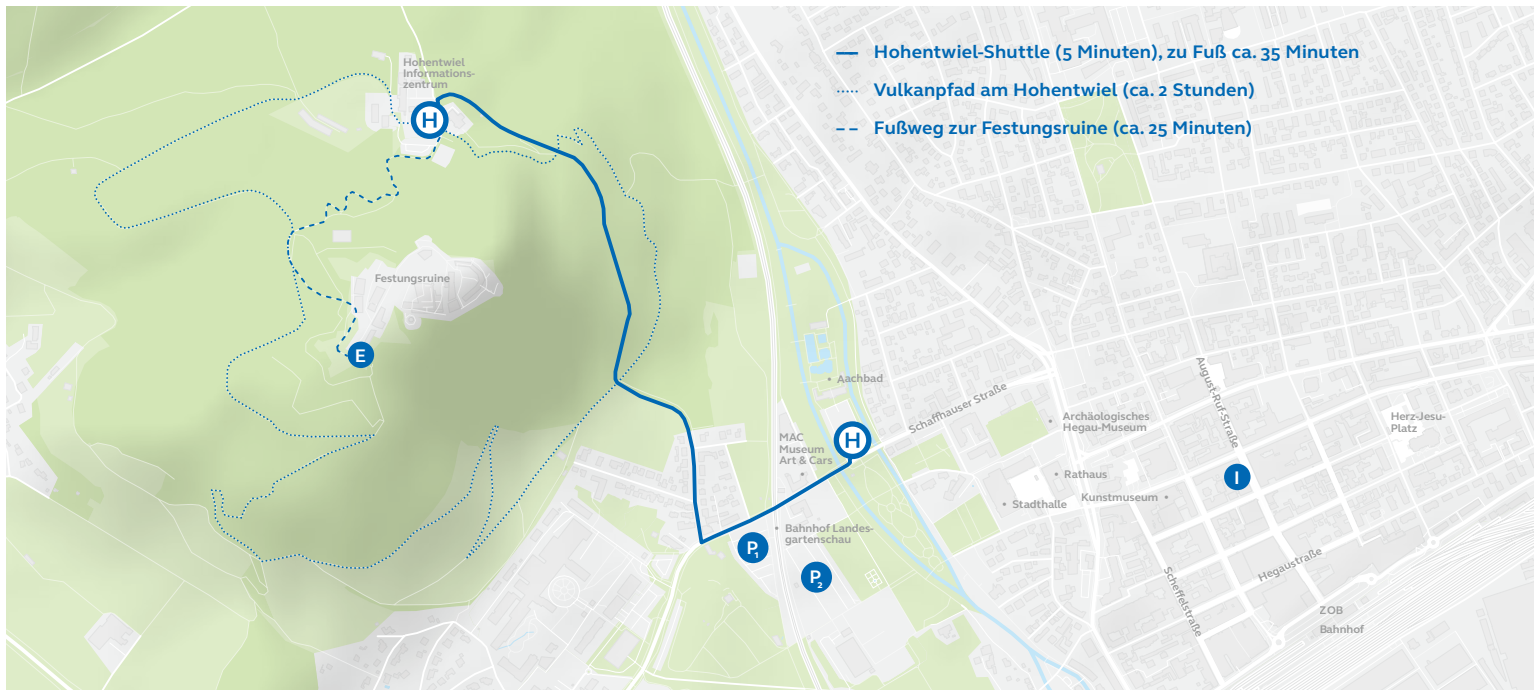 Hohentwiel-Shuttle (5 Minuten), zu Fuß ca. 35 Minuten
Vulkanpfad am Hohentwiel (ca. 2 Stunden)
Fußweg zur Festungsruine (ca. 25 Minuten)
Hohentwiel
Informations-
zentrum
H
Festungsruine
E
Aachbad
Schaffhauser Straße
August-Ruf-Straße
Archäologisches
Hegau-Museum
Herz-Jesu-
Platz
MAC
Museum
Art & Cars
H
Rathaus
I
Kunstmuseum
Stadthalle
Bahnhof Landes-
gartenschau
P1
P2
Hegaustraße
Scheffelstraße
ZOB
Bahnhof